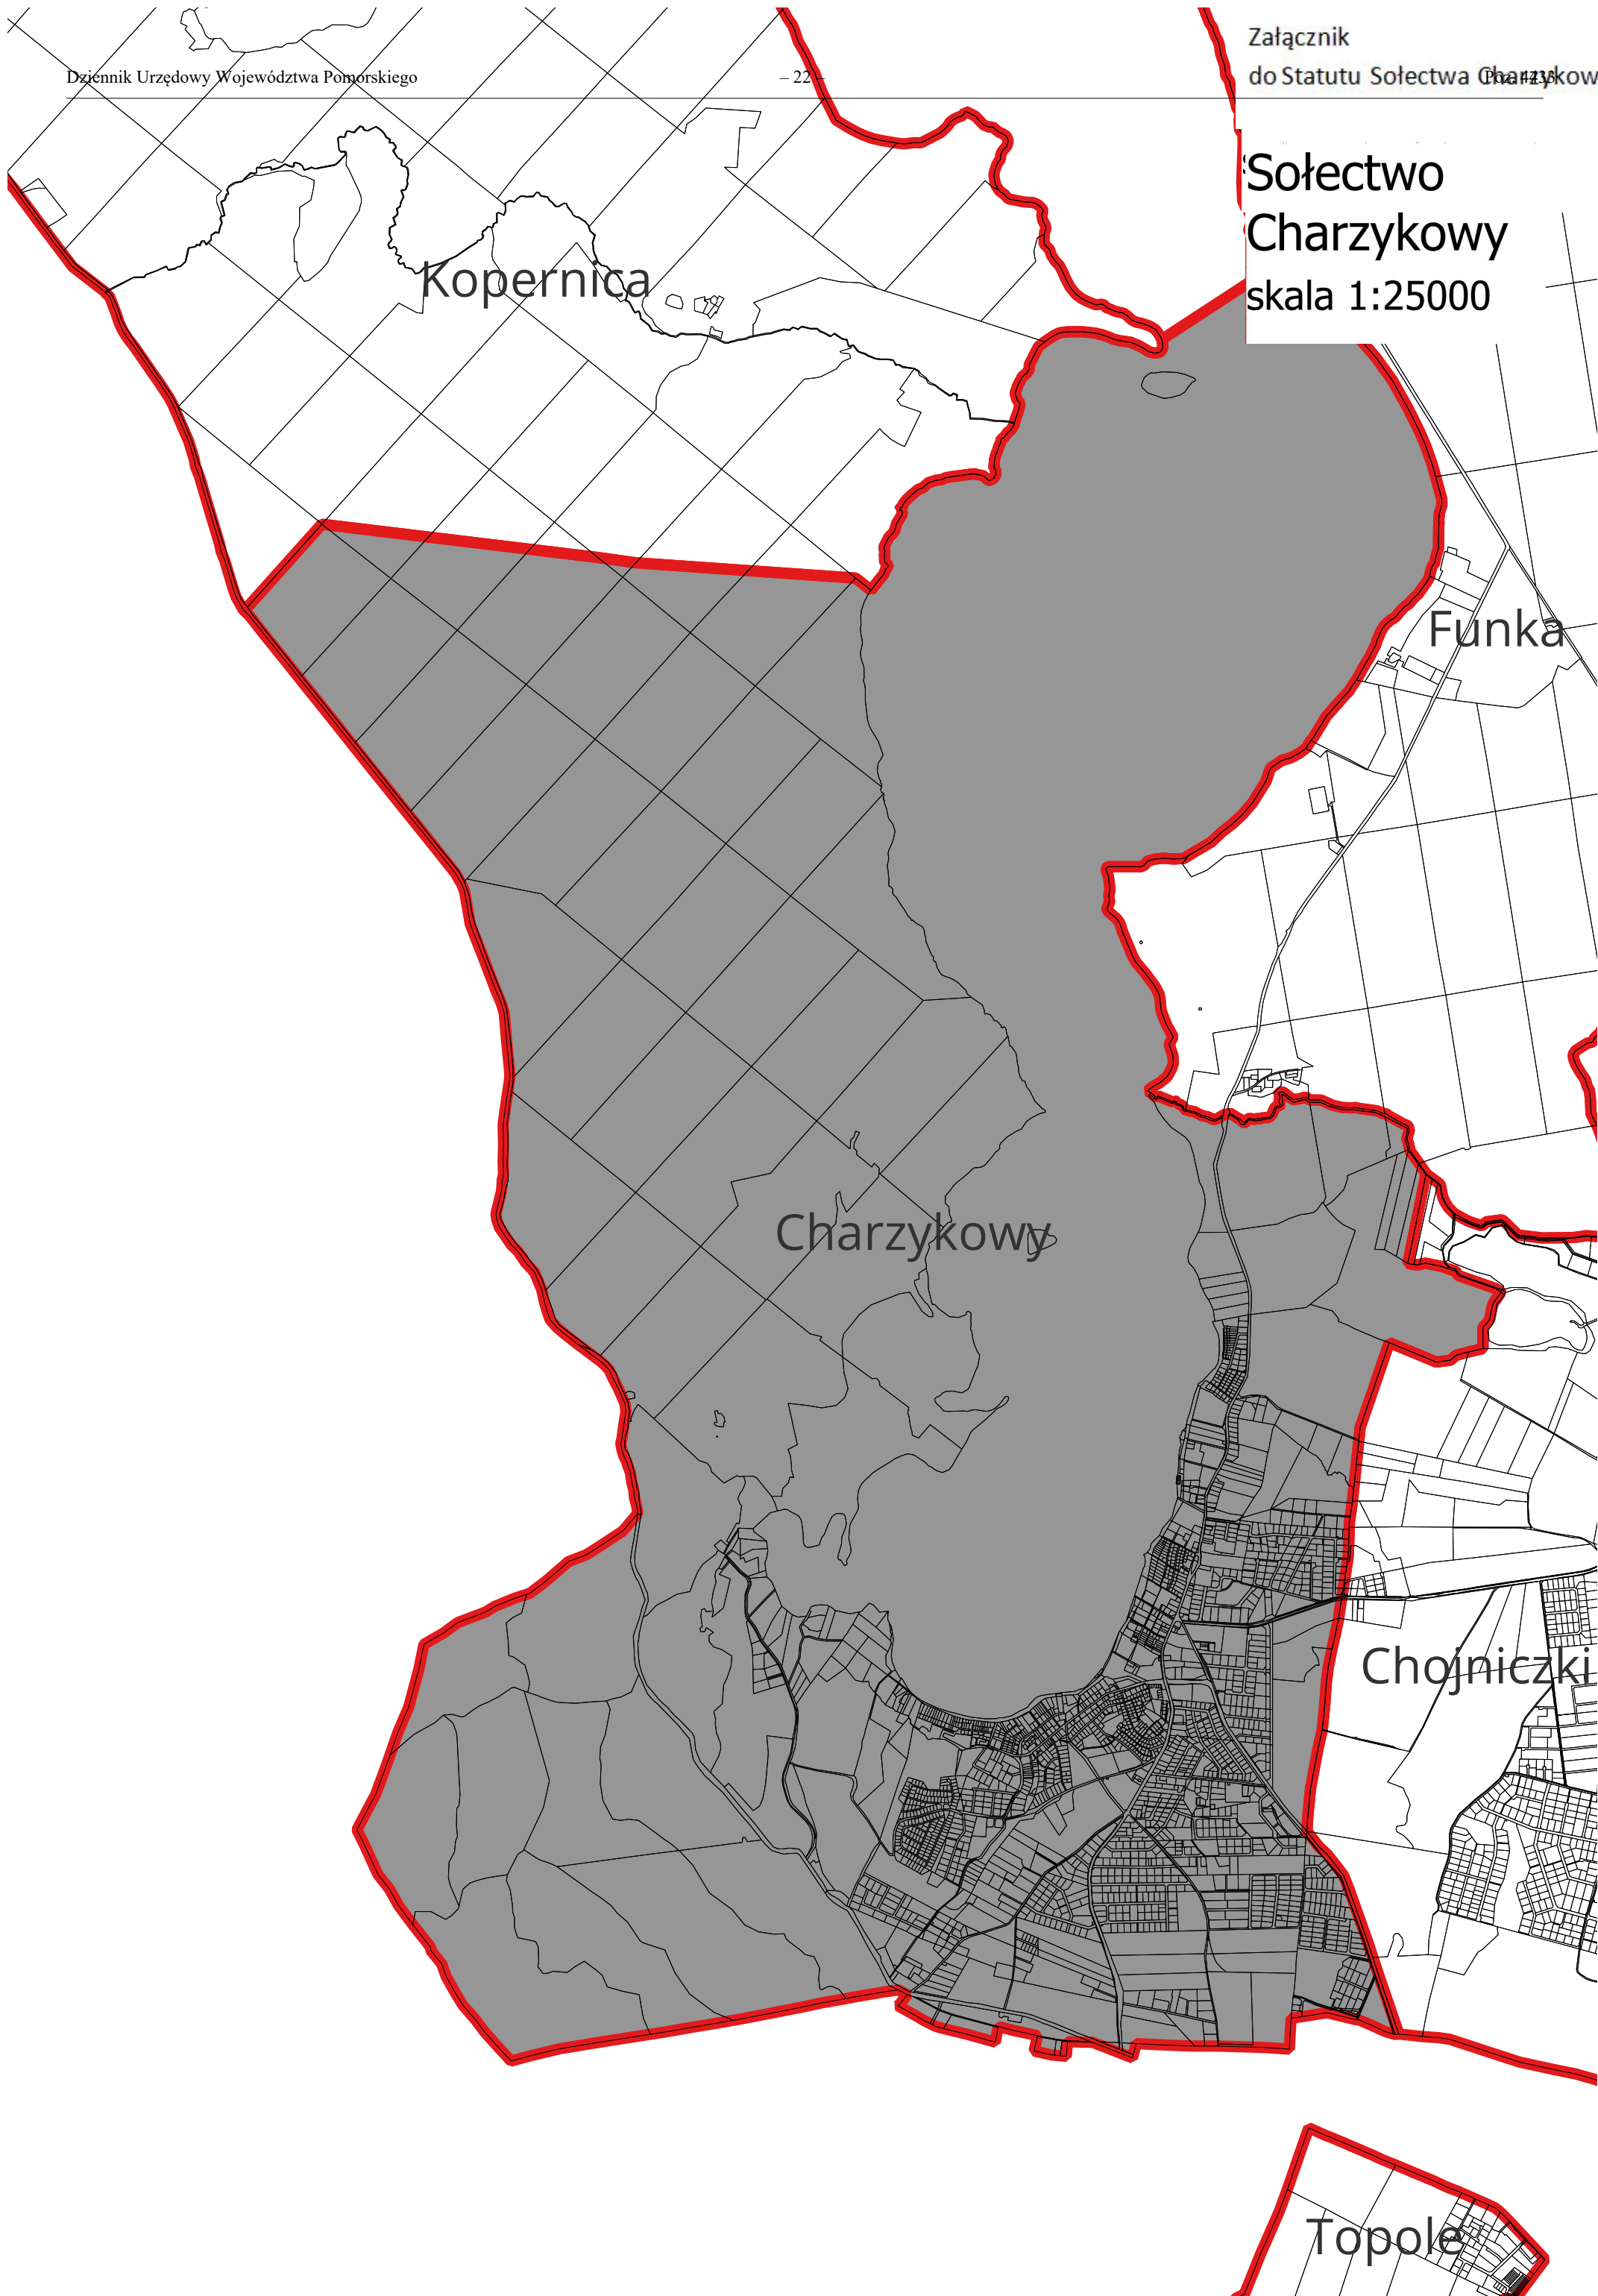 Załącznik
Dziennik Urzędowy Województwa Pomorskiego
– 22 –
do Statutu Sołectwa Charzykow
Sołectwo
Charzykowy
skala 1:25000
Kopernica
Funka
Charzykowy
Chojniczki
Topole